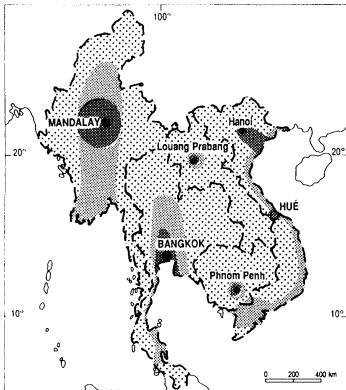 100°
MANDALAY
Hanoi
Louang Prabang
20°
20°
HUÉ
BANGKOK
Phnom Penh
10°
10°
0 200 400 km